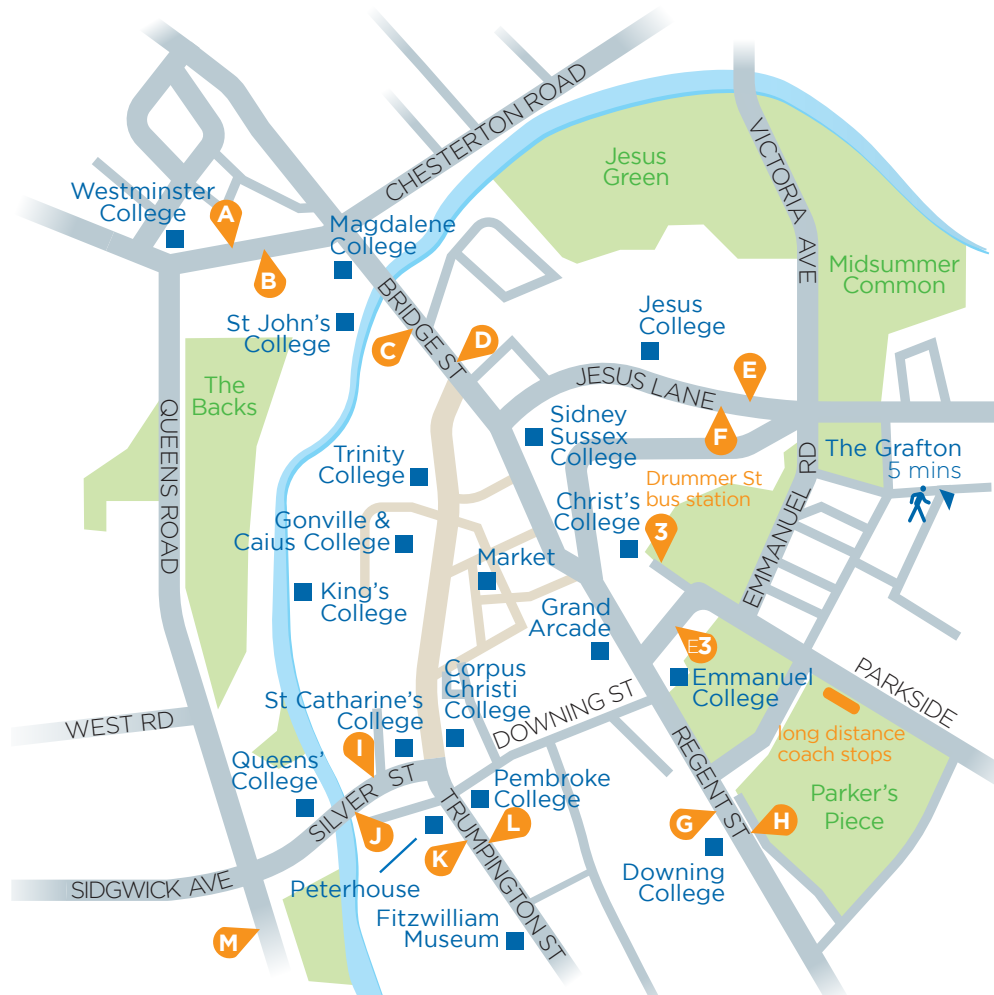 CHESTERTON ROAD
VICTORIA AVE
Jesus
Green
Westminster
College
A
B
Magdalene
College
Midsummer
Common
St John's
College
BRIDGE ST
C
D
Jesus
College
The
Backs
QUEENS ROAD
JESUS LANE
E
F
Sidney
Sussex
College
Trinity
College
The Grafton
5 mins
Drummer St
bus station
3
Christ's
College
EMMANUEL RD
Gonville &
Caius College
Market
King's
College
Grand
Arcade
E3
Emmanuel
College
Corpus
Christi
College
St Catharine's
College
DOWNING ST
PARKSIDE
WEST RD
long distance
coach stops
I
Queens'
College
SILVER ST
J
Pembroke
College
REGENT ST
Parker's
Piece
G
H
TRUMPINGTON ST
K
L
SIDGWICK AVE
Peterhouse
Downing
College
Fitzwilliam
Museum
M